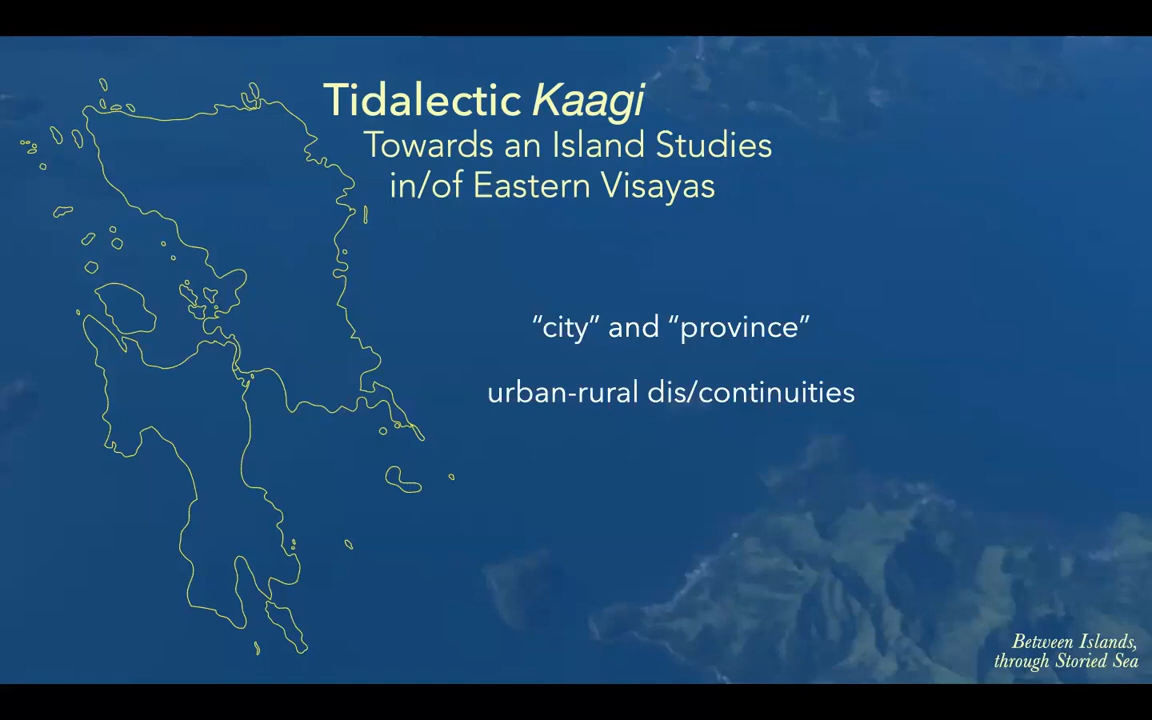 Tidalectic Kaagi
Towards an Island Studies
in/of Eastern Visayas
“city” and “province”
urban-rural dis/continuities
Between Islands,
through Storied Sea